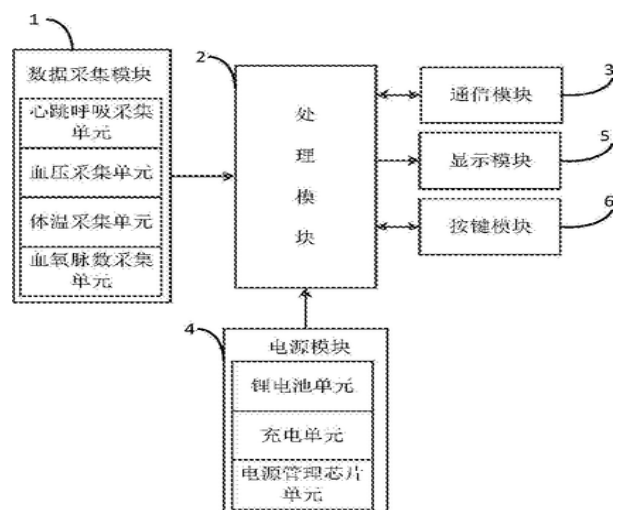 1
数据采集模块
心跳呼吸采集
单元
血压采集单元
体温采集单元
血氧脉数采集
单元
2
处
理
模
块
通信模块
3
显示模块
5
按键模块
6
4
电源模块
锂电池单元
充电单元
电源管理芯片
单元